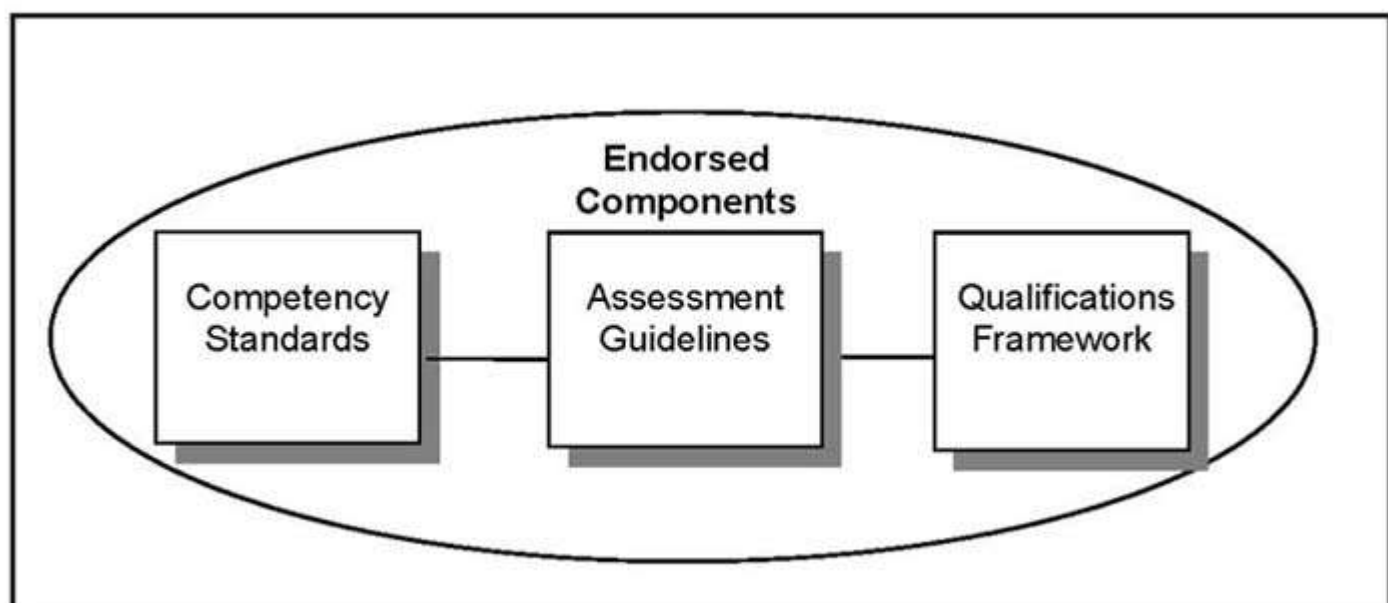 Endorsed
Components
Competency
Standards
Assessment
Guidelines
Qualifications
Framework